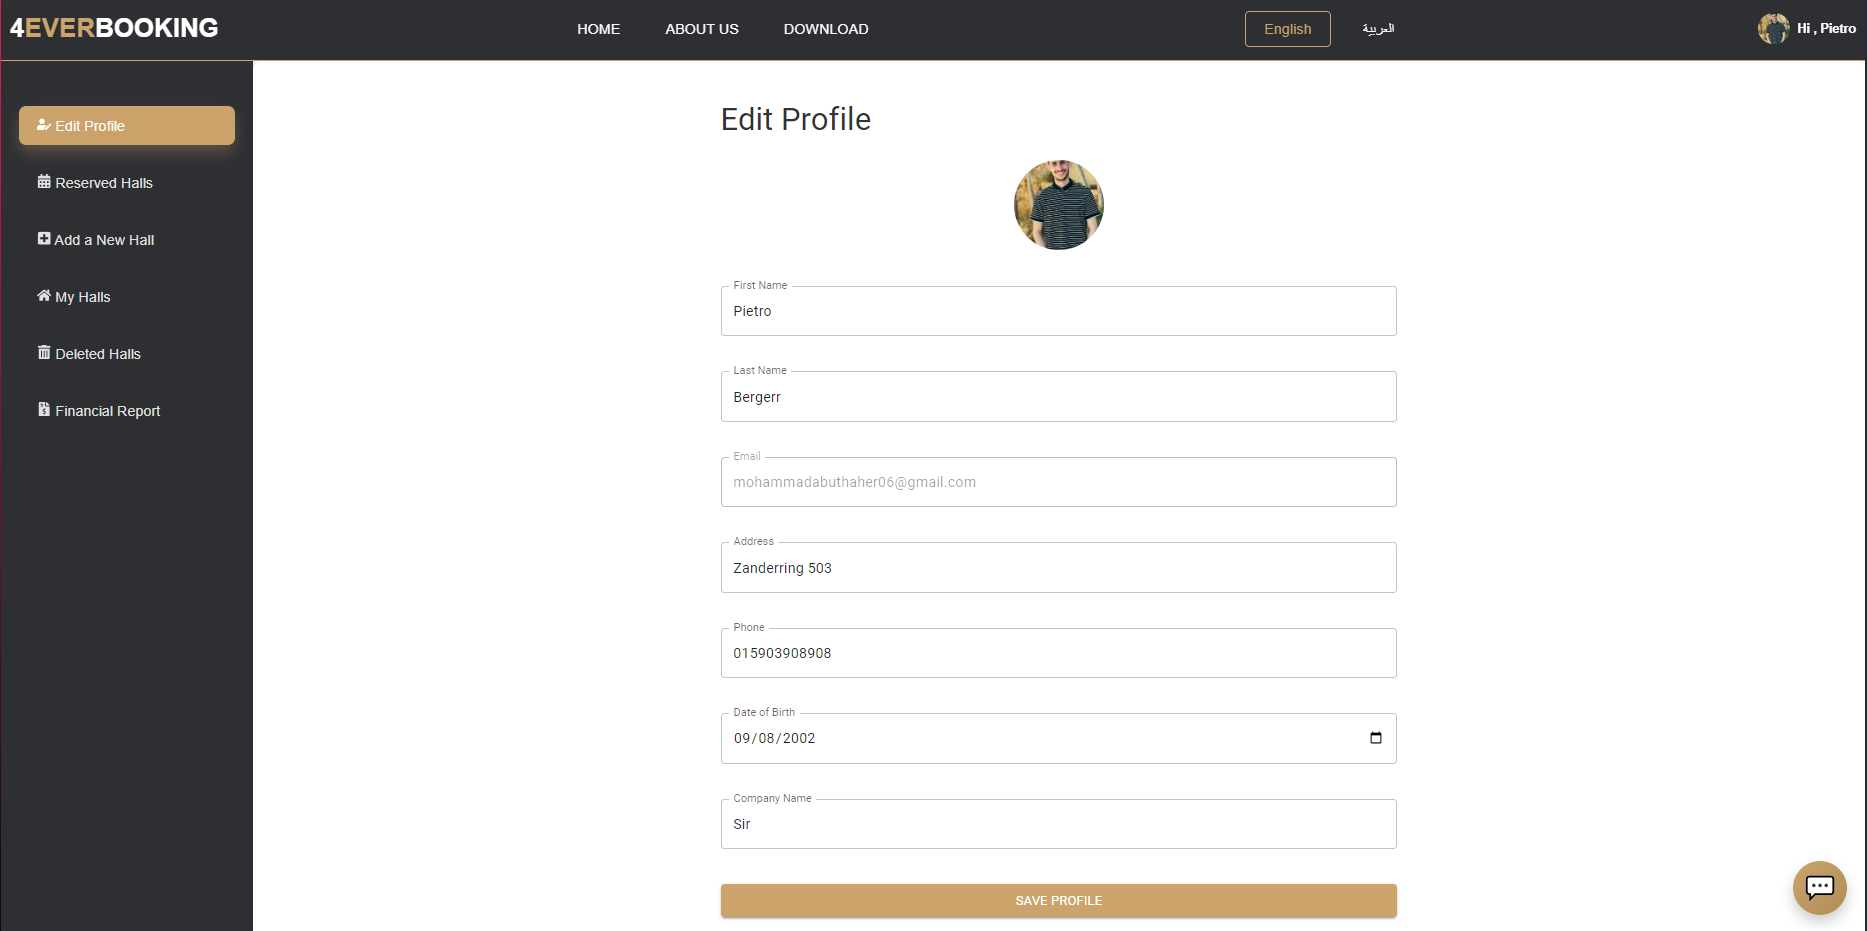 4EVERBOOKING
HOME ABOUT US DOWNLOAD
English العربية
Hi , Pietro
Edit Profile
Reserved Halls
Add a New Hall
My Halls
Deleted Halls
Financial Report
Edit Profile
First Name
Pietro
Last Name
Bergerr
Email
mohammadabuthaher06@gmail.com
Address
Zanderring 503
Phone
015903908908
Date of Birth
09/08/2002
Company Name
Sir
SAVE PROFILE